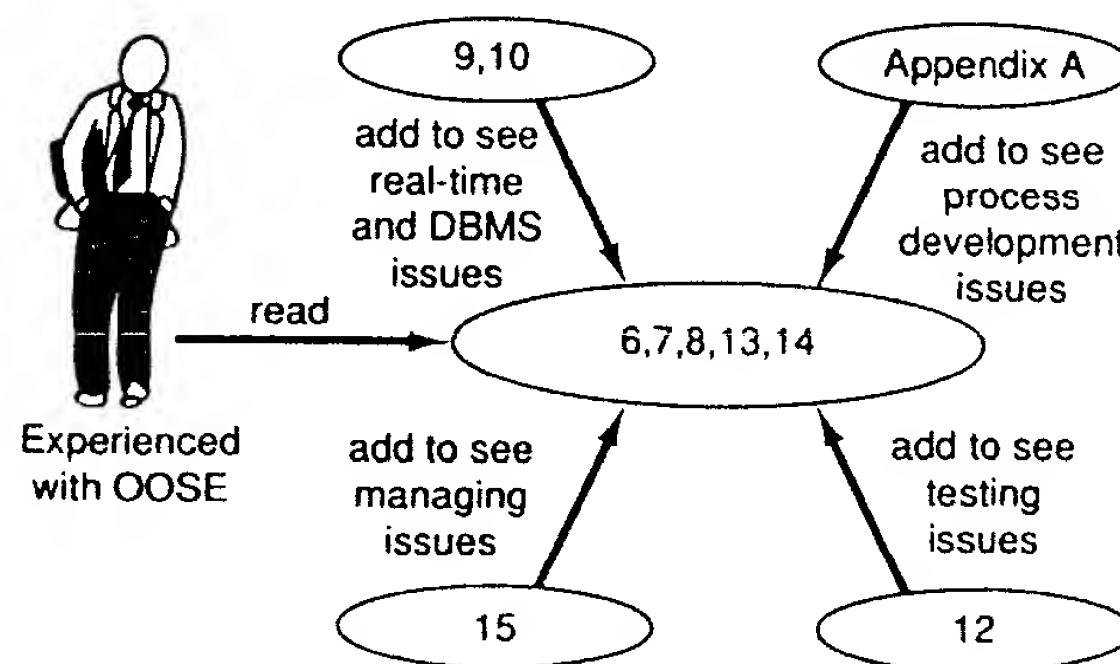 9,10
Appendix A
add to see
real-time
and DBMS
issues
add to see
process
development
issues
read
6,7,8,13,14
Experienced
with OOSE
add to see
managing
issues
add to see
testing
issues
15
12